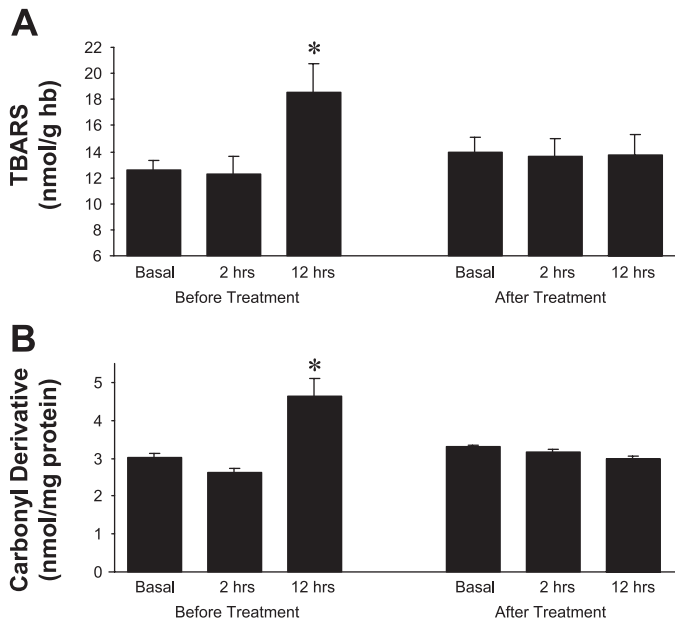 A
TBARS
(nmol/g hb)
22
20
18
16
14
12
10
8
6
*
Basal 2 hrs 12 hrs Basal 2 hrs 12 hrs
Before Treatment After Treatment
B
Carbonyl Derivative
(nmol/mg protein)
5
4
3
2
1
0
*
Basal 2 hrs 12 hrs Basal 2 hrs 12 hrs
Before Treatment After Treatment